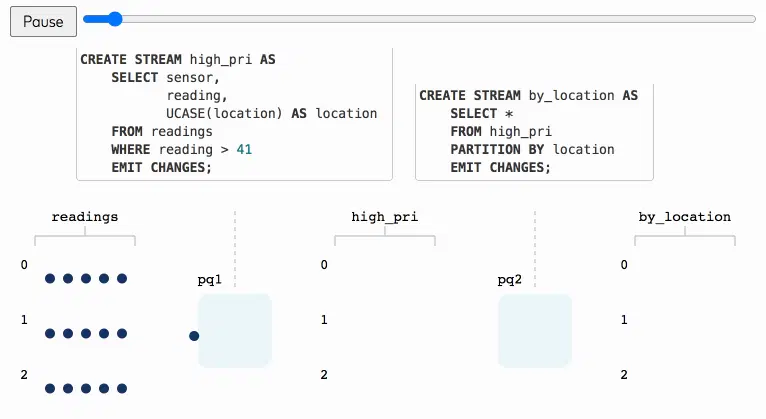 Pause
CREATE STREAM high_pri AS
SELECT sensor,
reading,
UCASE(location) AS location
FROM readings
WHERE reading > 41
EMIT CHANGES;
CREATE STREAM by_location AS
SELECT *
FROM high_pri
PARTITION BY location
EMIT CHANGES;
readings
high_pri
by_location
0
0
0
pq1
pq2
1
1
1
2
2
2